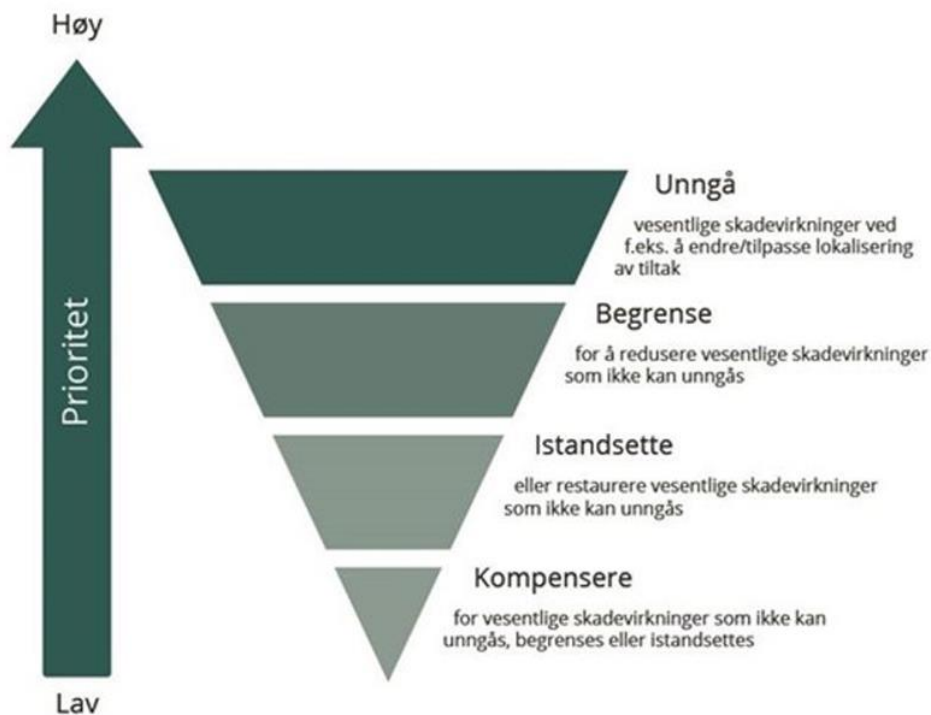 Høy
Prioritet
Lav
Unngå
vesentlige skadevirkninger ved
f.eks. å endre/tilpasse lokalisering
av tiltak
Begrense
for å redusere vesentlige skadevirkninger
som ikke kan unngås
Istandsette
eller restaurere vesentlige skadevirkninger
som ikke kan unngås
Kompensere
for vesentlige skadevirkninger som ikke kan
unngås, begrenses eller istandsettes